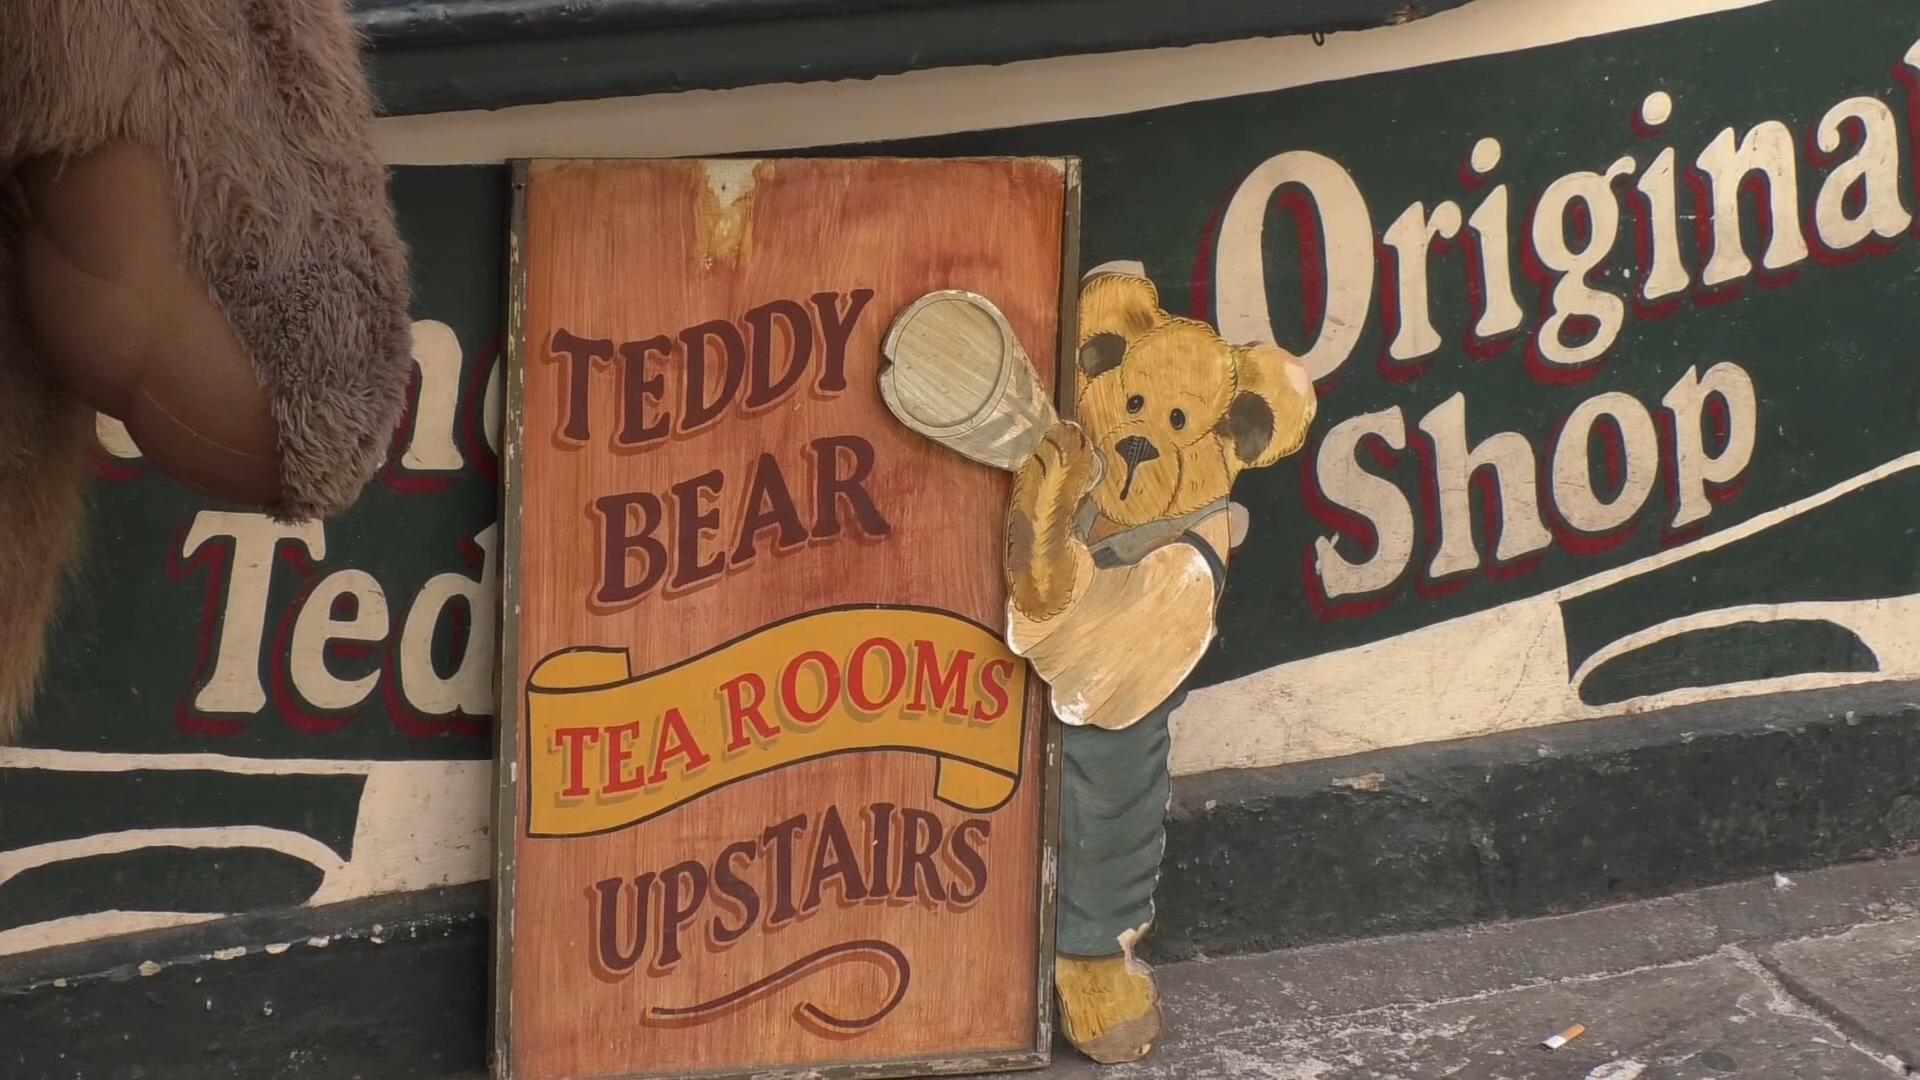 TEDDY
BEAR
TEA ROOMS
UPSTAIRS
Original
Shop